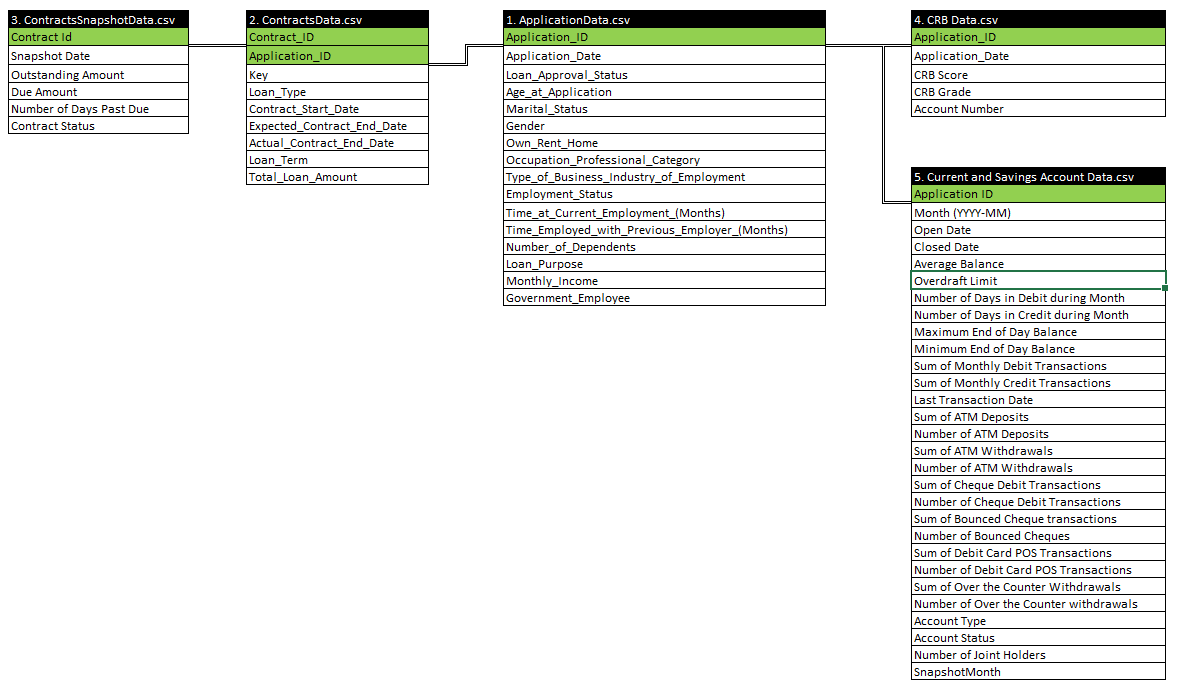 3. ContractsSnapshotData.csv
Contract Id
Snapshot Date
Outstanding Amount
Due Amount
Number of Days Past Due
Contract Status
2. ContractsData.csv
Contract_ID
Application_ID
Key
Loan_Type
Contract_Start_Date
Expected_Contract_End_Date
Actual_Contract_End_Date
Loan_Term
Total_Loan_Amount
1. ApplicationData.csv
Application_ID
Application_Date
Loan_Approval_Status
Age_at_Application
Marital_Status
Gender
Own_Rent_Home
Occupation_Professional_Category
Type_of_Business_Industry_of_Employment
Employment_Status
Time_at_Current_Employment_(Months)
Time_Employed_with_Previous_Employer_(Months)
Number_of_Dependents
Loan_Purpose
Monthly_Income
Government_Employee
4. CRB Data.csv
Application_ID
Application_Date
CRB Score
CRB Grade
Account Number
5. Current and Savings Account Data.csv
Application ID
Month (YYYY-MM)
Open Date
Closed Date
Average Balance
Overdraft Limit
Number of Days in Debit during Month
Number of Days in Credit during Month
Maximum End of Day Balance
Minimum End of Day Balance
Sum of Monthly Debit Transactions
Sum of Monthly Credit Transactions
Last Transaction Date
Sum of ATM Deposits
Number of ATM Deposits
Sum of ATM Withdrawals
Number of ATM Withdrawals
Sum of Cheque Debit Transactions
Number of Cheque Debit Transactions
Sum of Bounced Cheque transactions
Number of Bounced Cheques
Sum of Debit Card POS Transactions
Number of Debit Card POS Transactions
Sum of Over the Counter Withdrawals
Number of Over the Counter withdrawals
Account Type
Account Status
Number of Joint Holders
SnapshotMonth